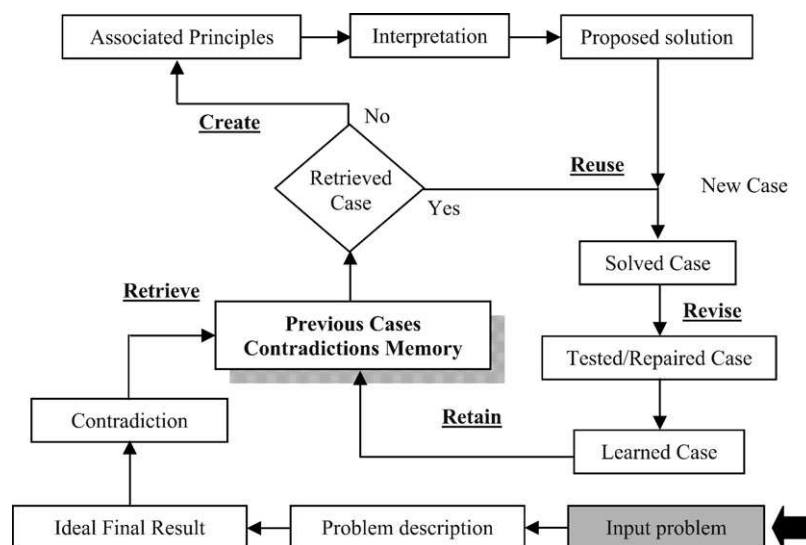 Associated Principles
Interpretation
Proposed solution
Create
No
Retrieved
Case
Yes
Reuse
New Case
Solved Case
Retrieve
Previous Cases
Contradictions Memory
Revise
Tested/Repaired Case
Contradiction
Retain
Learned Case
Ideal Final Result
Problem description
Input problem